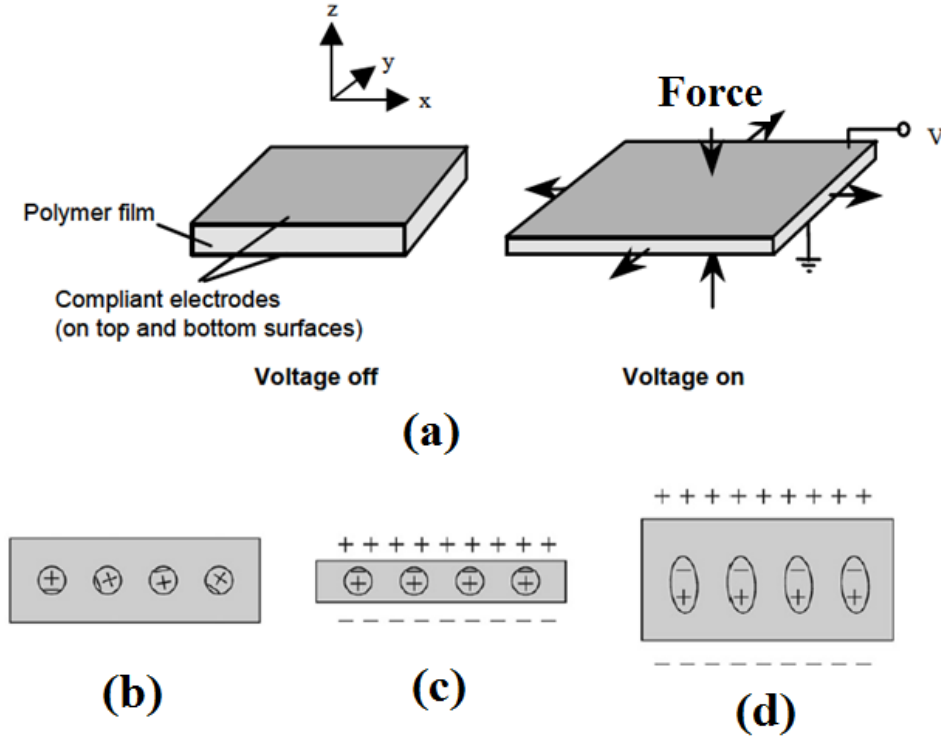 z
y
x
Force
V
Polymer film
Compliant electrodes
(on top and bottom surfaces)
Voltage off
Voltage on
(a)
+ + + + + + + + +
+ + + + + + + + +
− − − −
+ + + +
+ + + +
+ + + +
− − − − − − − − −
− − − − − − − − −
(b)
(c)
(d)